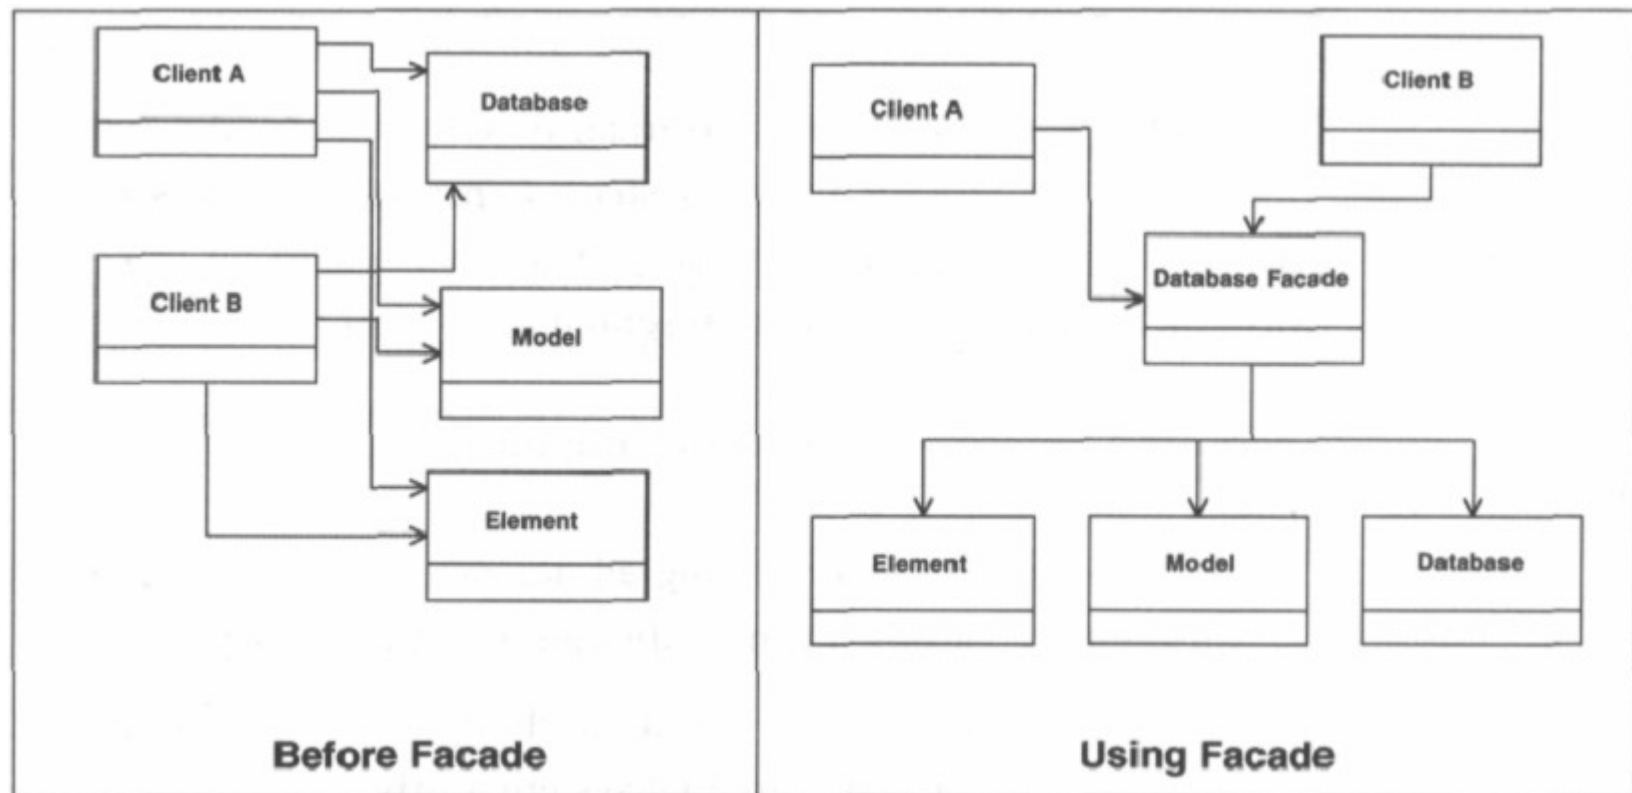 Client A
Database
Client B
Model
Element
Before Facade
Client A
Client B
Database Facade
Element
Model
Database
Using Facade